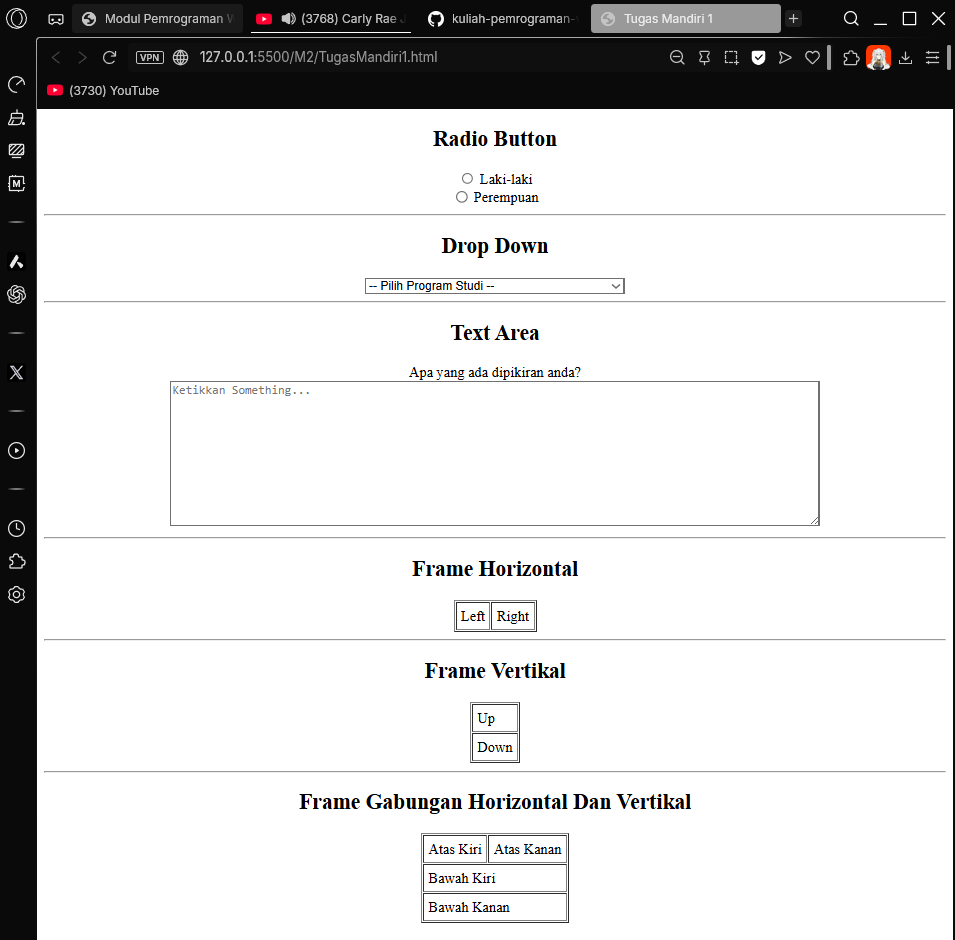 Modul Pemrograman W
(3768) Carly Rae J
kuliah-pemrograman-
Tugas Mandiri 1
VPN
127.0.0.1:5500/M2/TugasMandiri1.html
(3730) YouTube
M
Radio Button
Laki-laki
Perempuan
Drop Down
-- Pilih Program Studi --
Text Area
Apa yang ada dipikiran anda?
Ketikkan Something...
Frame Horizontal
Left Right
Frame Vertikal
Up
Down
Frame Gabungan Horizontal Dan Vertikal
Atas Kiri Atas Kanan
Bawah Kiri
Bawah Kanan